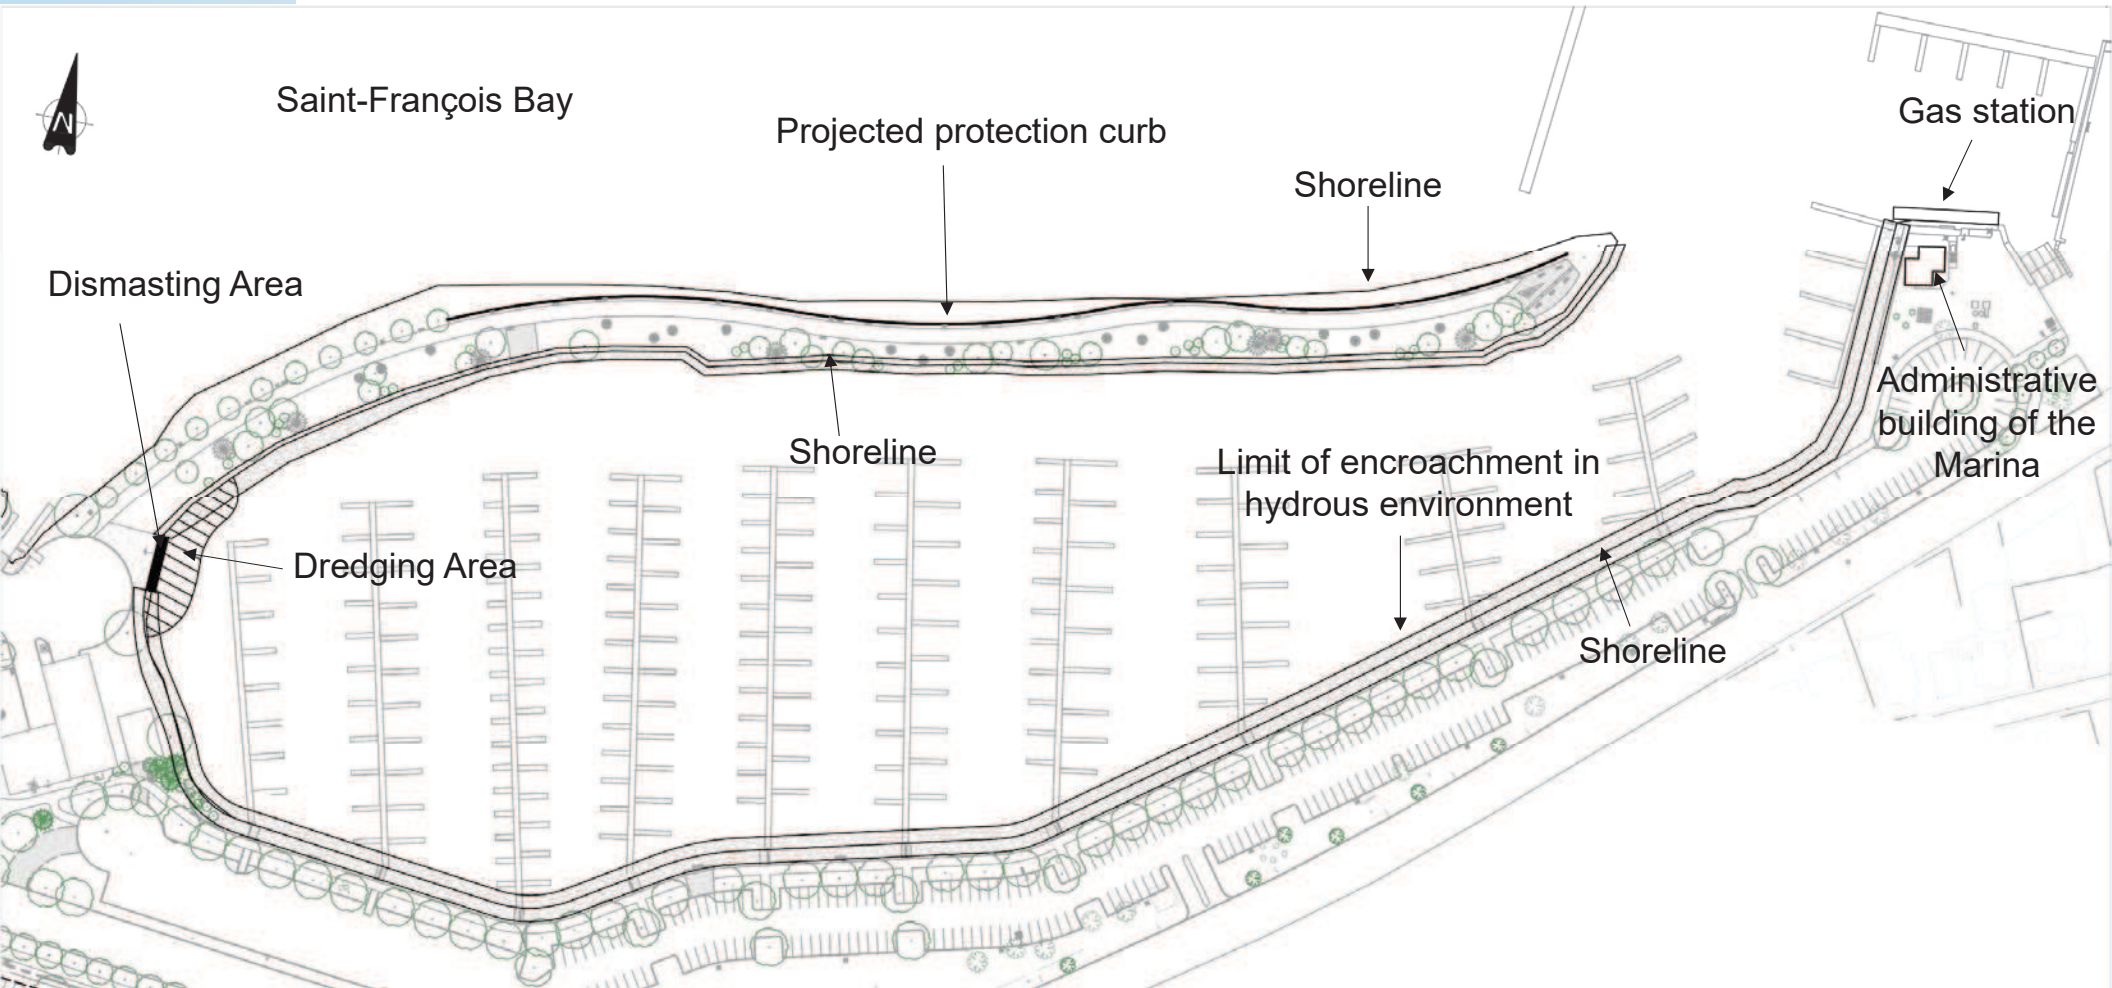 Saint-François Bay
N
Projected protection curb
Gas station
Shoreline
Dismasting Area
Administrative
building of the
Marina
Shoreline
Limit of encroachment in
hydrous environment
Dredging Area
Shoreline